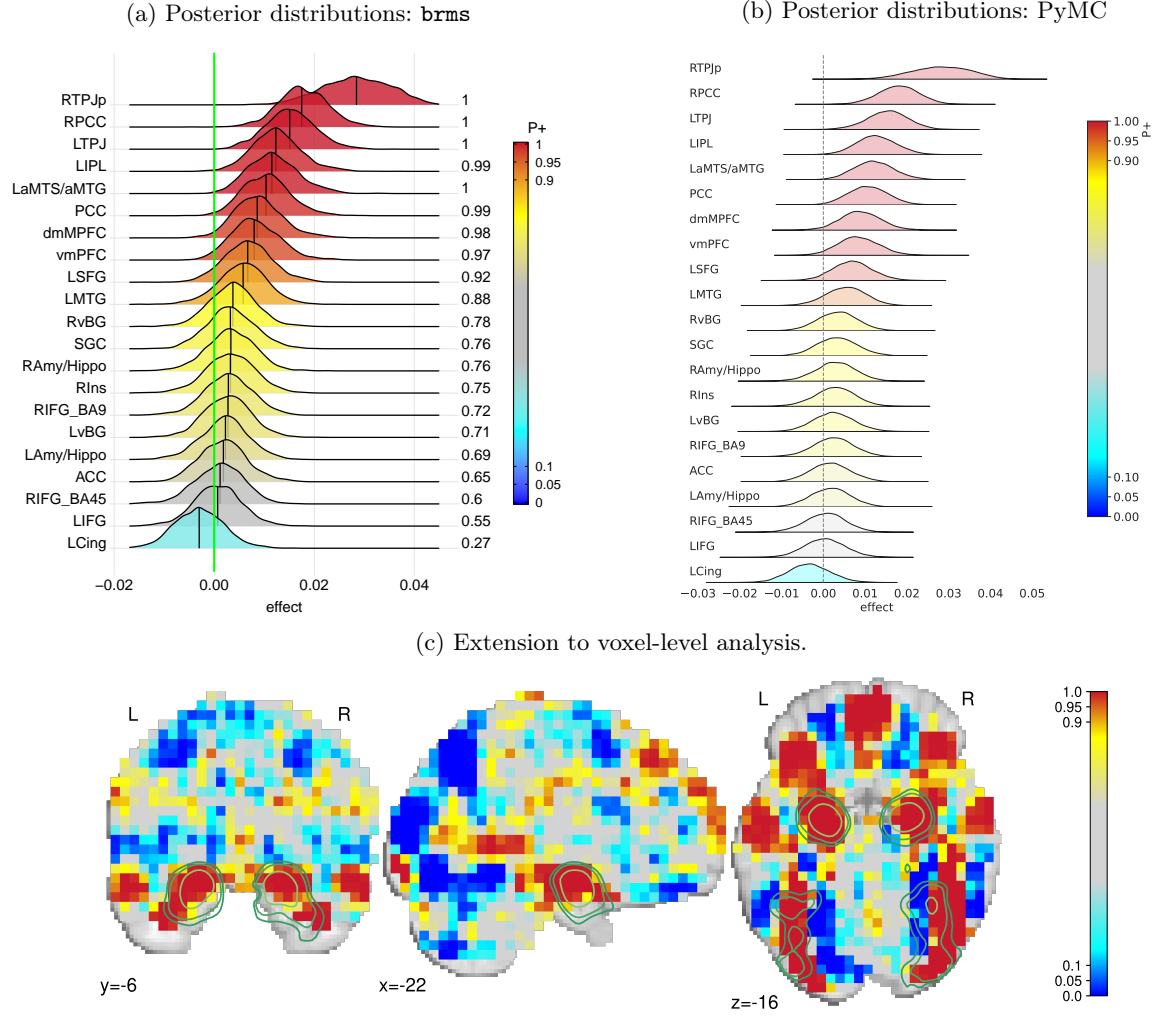 (a) Posterior distributions: brms
RTPJp 1
RPCC 1
LTPJ 1
LIPL 0.99
LaMTS/aMTG 1
PCC 0.99
dmMPFC 0.98
vmPFC 0.97
LSFG 0.92
LMTG 0.88
RvBG 0.78
SGC 0.76
RAmy/Hippo 0.76
RIns 0.75
RIFG_BA9 0.72
LvBG 0.71
LAmy/Hippo 0.69
ACC 0.65
RIFG_BA45 0.6
LIFG 0.55
LCing 0.27
−0.02 0.00 0.02 0.04
effect
P+
1
0.95
0.9
0.1
0.05
0
(b) Posterior distributions: PyMC
RTPJp
RPCC
LTPJ
LIPL
LaMTS/aMTG
PCC
dmMPFC
vmPFC
LSFG
LMTG
RvBG
SGC
RAmy/Hippo
RIns
LvBG
RIFG_BA9
ACC
LAmy/Hippo
RIFG_BA45
LIFG
LCing
−0.03 −0.02 −0.01 0.00 0.01 0.02 0.03 0.04 0.05
effect
1.00
0.95
0.90
0.10
0.05
0.00
P+
(c) Extension to voxel-level analysis.
L R
y=-6
x=-22
L R
z=-16
1.0
0.95
0.9
0.1
0.05
0.0